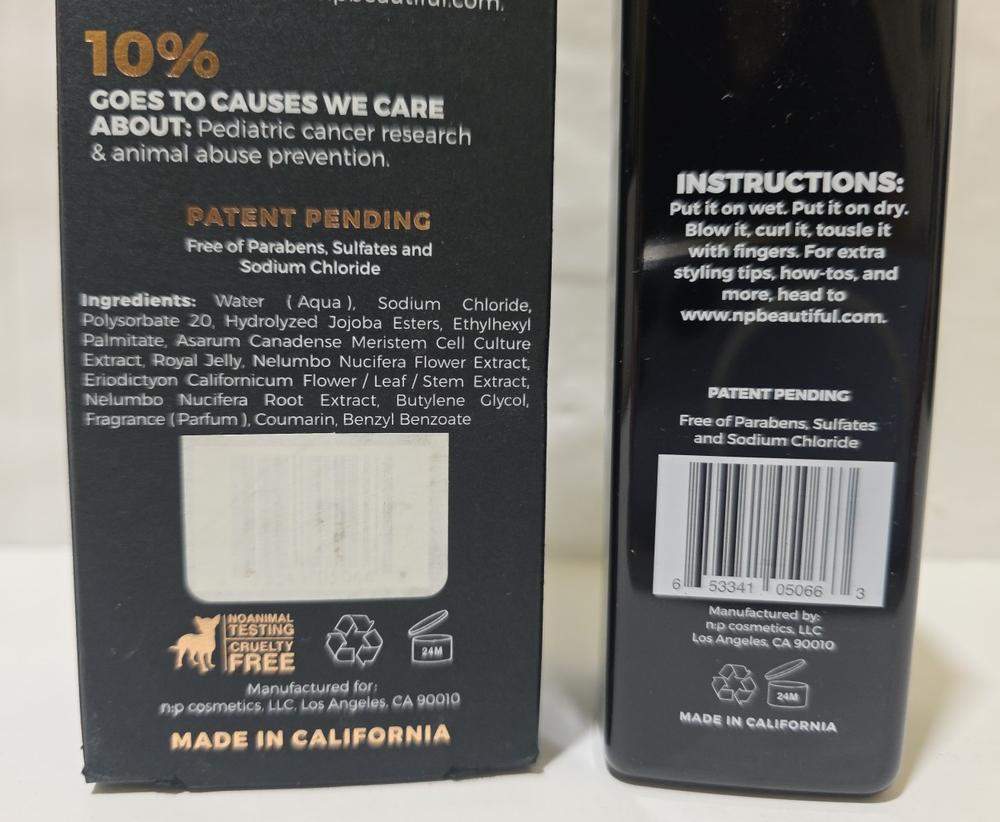 npbeautiful.com.
10%
GOES TO CAUSES WE CARE
ABOUT: Pediatric cancer research
& animal abuse prevention.
PATENT PENDING
Free of Parabens, Sulfates and
Sodium Chloride
Ingredients: Water (Aqua), Sodium Chloride,
Polysorbate 20, Hydrolyzed Jojoba Esters, Ethylhexyl
Palmitate, Asarum Canadense Meristem Cell Culture
Extract, Royal Jelly, Nelumbo Nucifera Flower Extract,
Eriodictyon Californicum Flower / Leaf / Stem Extract,
Nelumbo Nucifera Root Extract, Butylene Glycol,
Fragrance (Parfum), Coumarin, Benzyl Benzoate
NO ANIMAL
TESTING
CRUELTY
FREE
24M
Manufactured for:
n:p cosmetics, LLC, Los Angeles, CA 90010
MADE IN CALIFORNIA
INSTRUCTIONS:
Put it on wet. Put it on dry.
Blow it, curl it, tousle it
with fingers. For extra
styling tips, how-tos, and
more, head to
www.npbeautiful.com.
PATENT PENDING
Free of Parabens, Sulfates
and Sodium Chloride
6 53341 05066 3
Manufactured by:
n:p cosmetics, LLC
Los Angeles, CA 90010
24M
MADE IN CALIFORNIA